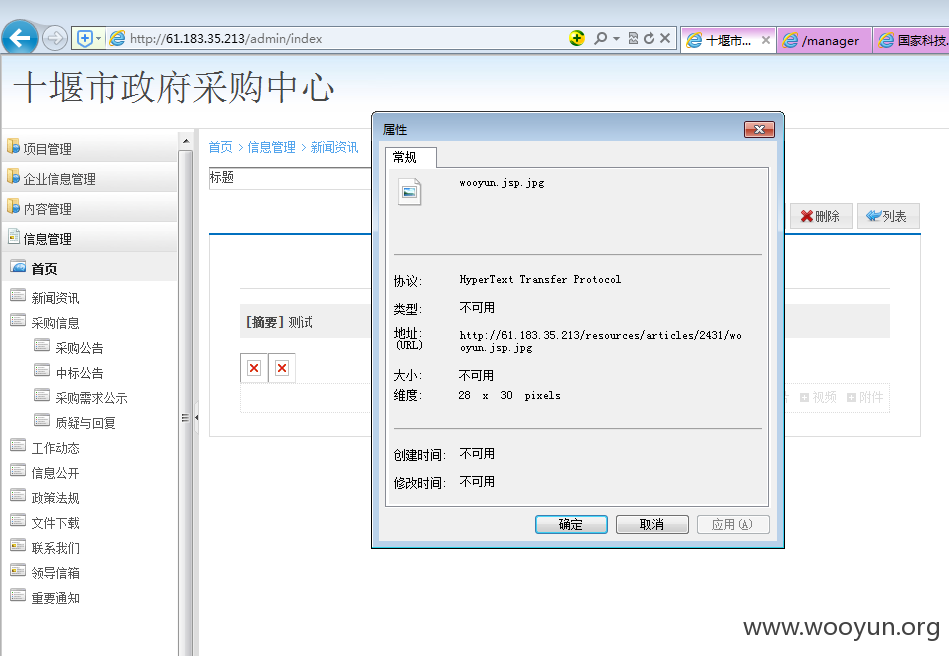 http://61.183.35.213/admin/index
十堰市...
/manager
国家科技
十堰市政府采购中心
项目管理
企业信息管理
内容管理
信息管理
首页
新闻资讯
采购信息
采购公告
中标公告
采购需求公示
质疑与回复
工作动态
信息公开
政策法规
文件下载
联系我们
领导信箱
重要通知
首页 > 信息管理 > 新闻资讯
标题
删除
列表
[摘要] 测试
视频
附件
属性
常规
wooyun.jsp.jpg
协议: HyperText Transfer Protocol
类型: 不可用
地址: (URL) http://61.183.35.213/resources/articles/2431/wo
oyun.jsp.jpg
大小: 不可用
维度: 28 x 30 pixels
创建时间: 不可用
修改时间: 不可用
确定
取消
应用(A)
www.wooyun.org